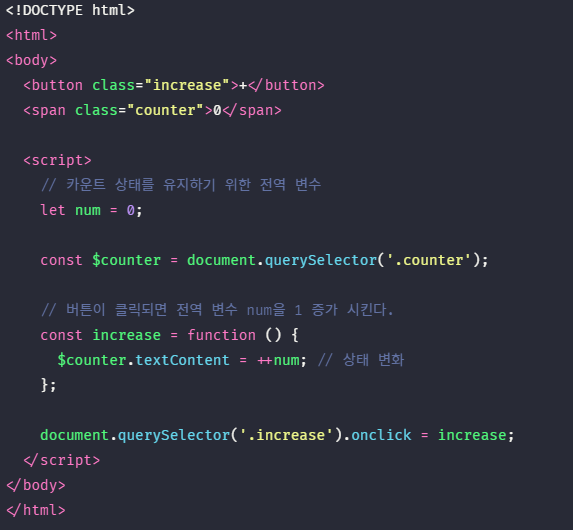 <!DOCTYPE html>
<html>
<body>
  <button class="increase">+</button>
  <span class="counter">0</span>

  <script>
    // 카운트 상태를 유지하기 위한 전역 변수
    let num = 0;

    const $counter = document.querySelector('.counter');

    // 버튼이 클릭되면 전역 변수 num을 1 증가 시킨다.
    const increase = function () {
      $counter.textContent = ++num; // 상태 변화
    };

    document.querySelector('.increase').onclick = increase;
  </script>
</body>
</html>